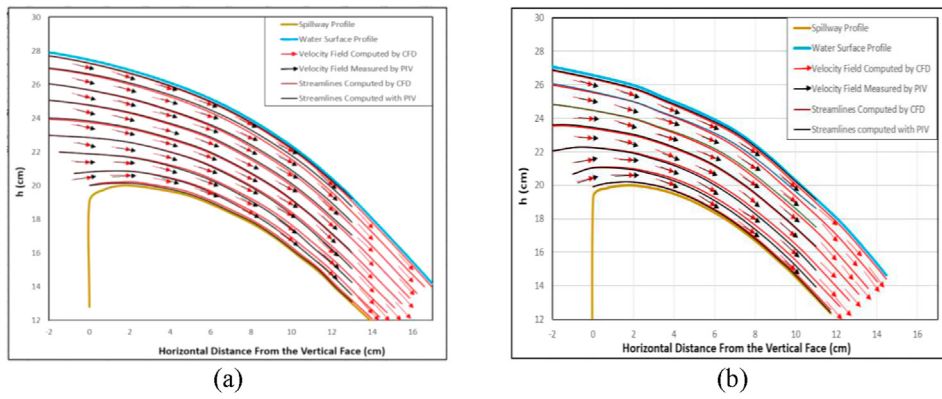 30
28
26
24
22
20
18
16
14
12
h (cm)
Spillway Profile
Water Surface Profile
Velocity Field Computed by CFD
Velocity Field Measured by PIV
Streamlines Computed by CFD
Streamlines Computed with PIV
-2 0 2 4 6 8 10 12 14 16
Horizontal Distance From the Vertical Face (cm)
(a)
30
28
26
24
22
20
18
16
14
12
h (cm)
Spillway Profile
Water Surface Profile
Velocity Field Computed by CFD
Velocity Field Measured by PIV
Streamlines Computed by CFD
Streamlines computed with PIV
-2 0 2 4 6 8 10 12 14 16
Horizontal Distance From the Vertical Face (cm)
(b)